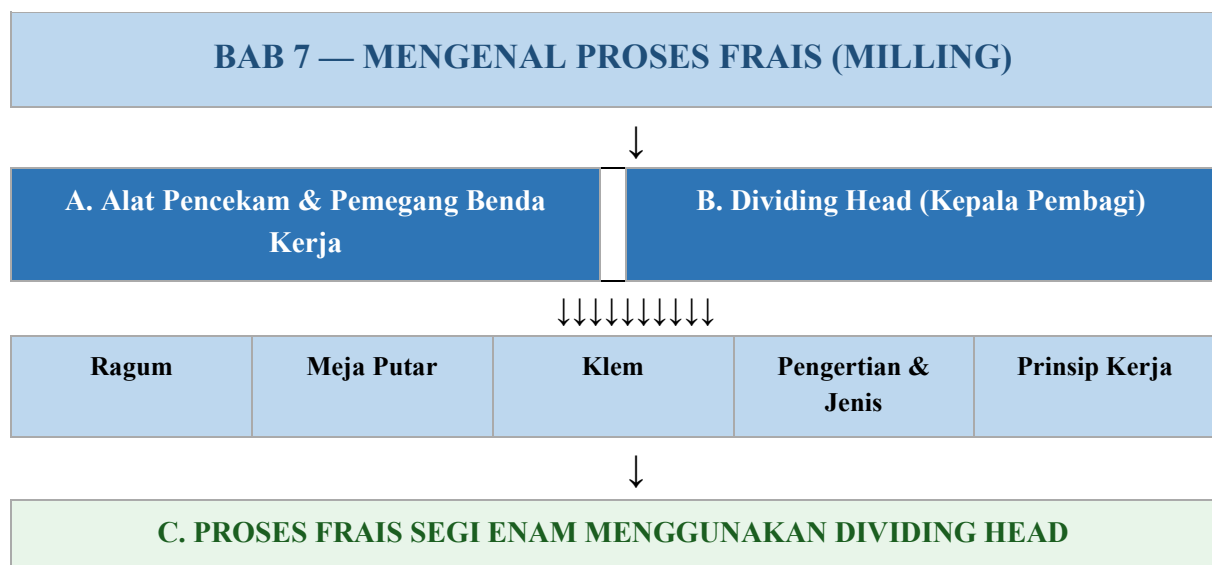 BAB 7 — MENGENAL PROSES FRAIS (MILLING)
↓
A. Alat Pencekam & Pemegang Benda
Kerja
B. Dividing Head (Kepala Pembagi)
↓↓↓↓↓↓↓↓↓↓
Ragum
Meja Putar
Klem
Pengertian &
Jenis
Prinsip Kerja
↓
C. PROSES FRAIS SEGI ENAM MENGGUNAKAN DIVIDING HEAD